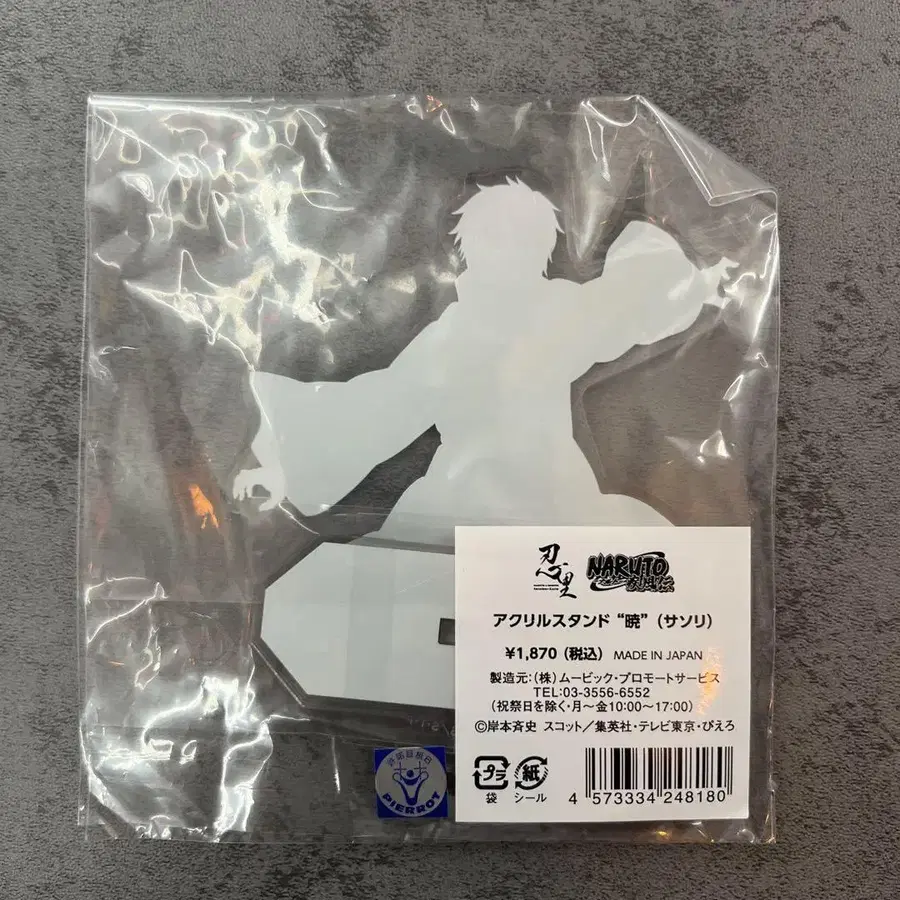 忍里
NARUTO
疾風伝
アクリルスタンド “暁”(サソリ)
¥1,870(税込) MADE IN JAPAN
製造元:(株)ムービック・プロモートサービス
TEL:03-3556-6552
(祝祭日を除く・月〜金10:00〜17:00)
©岸本斉史 スコット/集英社・テレビ東京・ぴえろ
プラ 紙
袋 シール
4 573334 248180
PIERROT